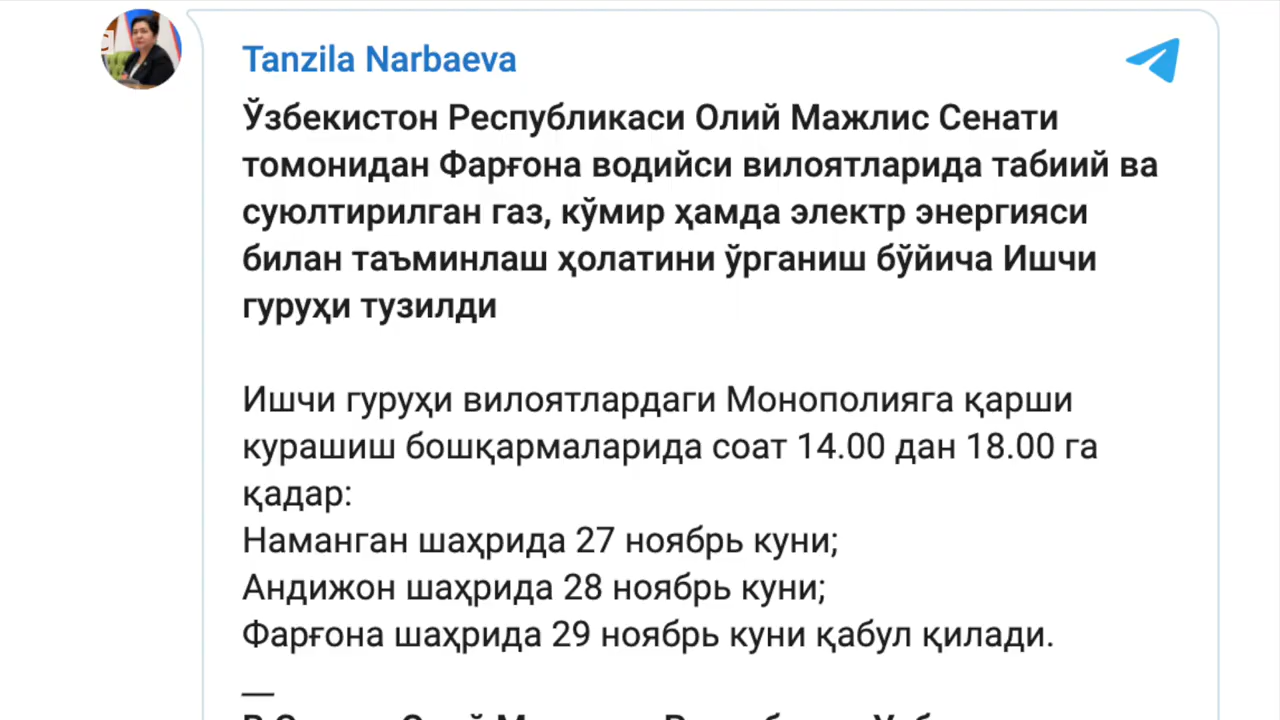 Tanzila Narbaeva
Ўзбекистон Республикаси Олий Мажлис Сенати
томонидан Фарғона водийси вилоятларида табиий ва
суюлтирилган газ, кўмир ҳамда электр энергияси
билан таъминлаш ҳолатини ўрганиш бўйича Ишчи
гуруҳи тузилди
Ишчи гуруҳи вилоятлардаги Монополияга қарши
курашиш бошқармаларида соат 14.00 дан 18.00 га
қадар:
Наманган шаҳрида 27 ноябрь куни;
Андижон шаҳрида 28 ноябрь куни;
Фарғона шаҳрида 29 ноябрь куни қабул қилади.
__